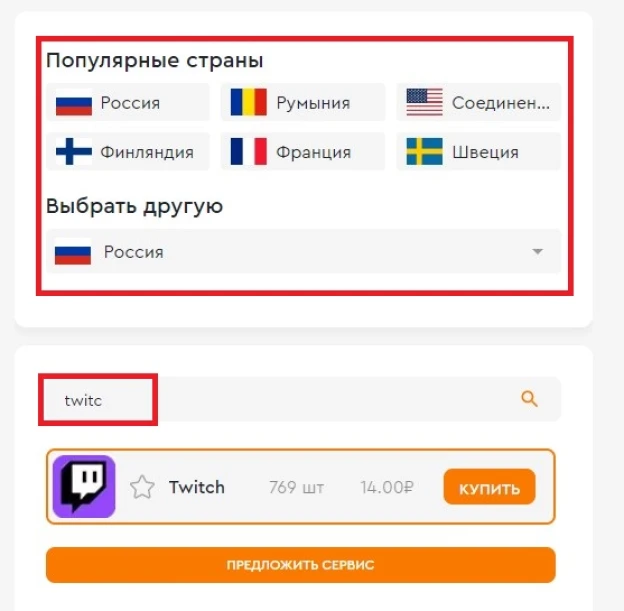 Популярные страны
Россия Румыния Соединен...
Финляндия Франция Швеция
Выбрать другую
Россия
twitc
Twitch 769 шт 14.00₽ КУПИТЬ
ПРЕДЛОЖИТЬ СЕРВИС